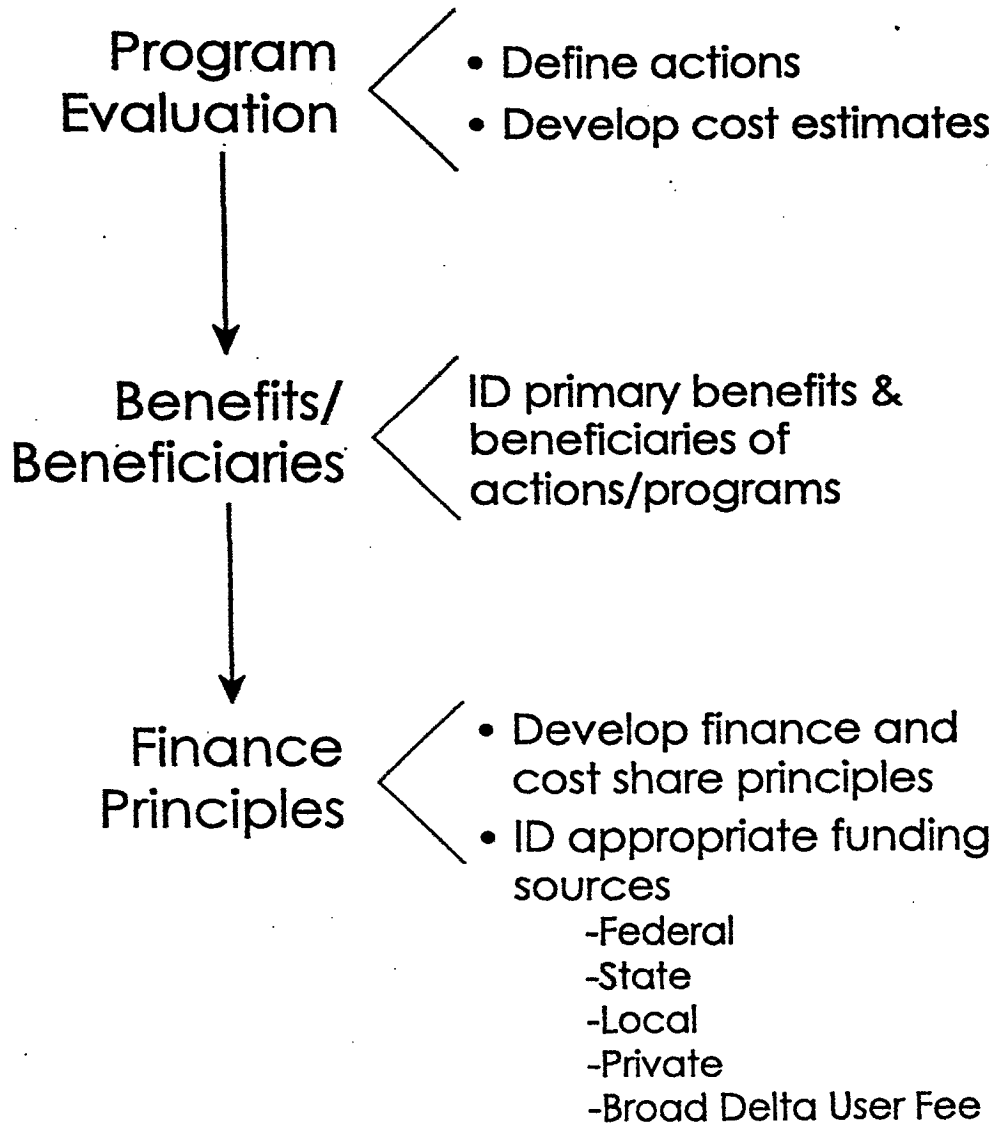 Program
Evaluation
• Define actions
• Develop cost estimates
Benefits/
Beneficiaries
ID primary benefits &
beneficiaries of
actions/programs
Finance
Principles
• Develop finance and
cost share principles
• ID appropriate funding
sources
-Federal
-State
-Local
-Private
-Broad Delta User Fee